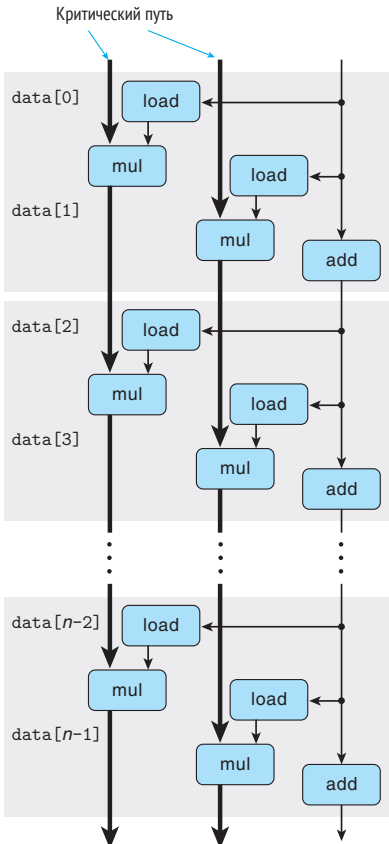 Критический путь
data[0]
load
mul
load
data[1]
mul
add
data[2]
load
mul
load
data[3]
mul
add
data[n-2]
load
mul
load
data[n-1]
mul
add